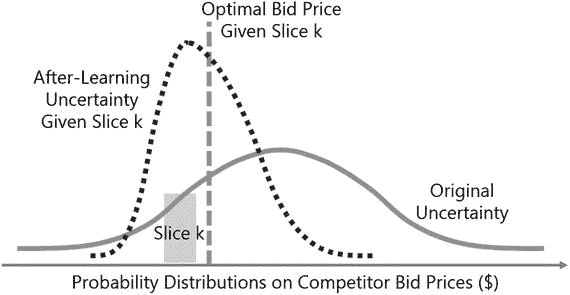 Optimal Bid Price
Given Slice k
After-Learning
Uncertainty
Given Slice k
Original
Uncertainty
Slice k
Probability Distributions on Competitor Bid Prices ($)